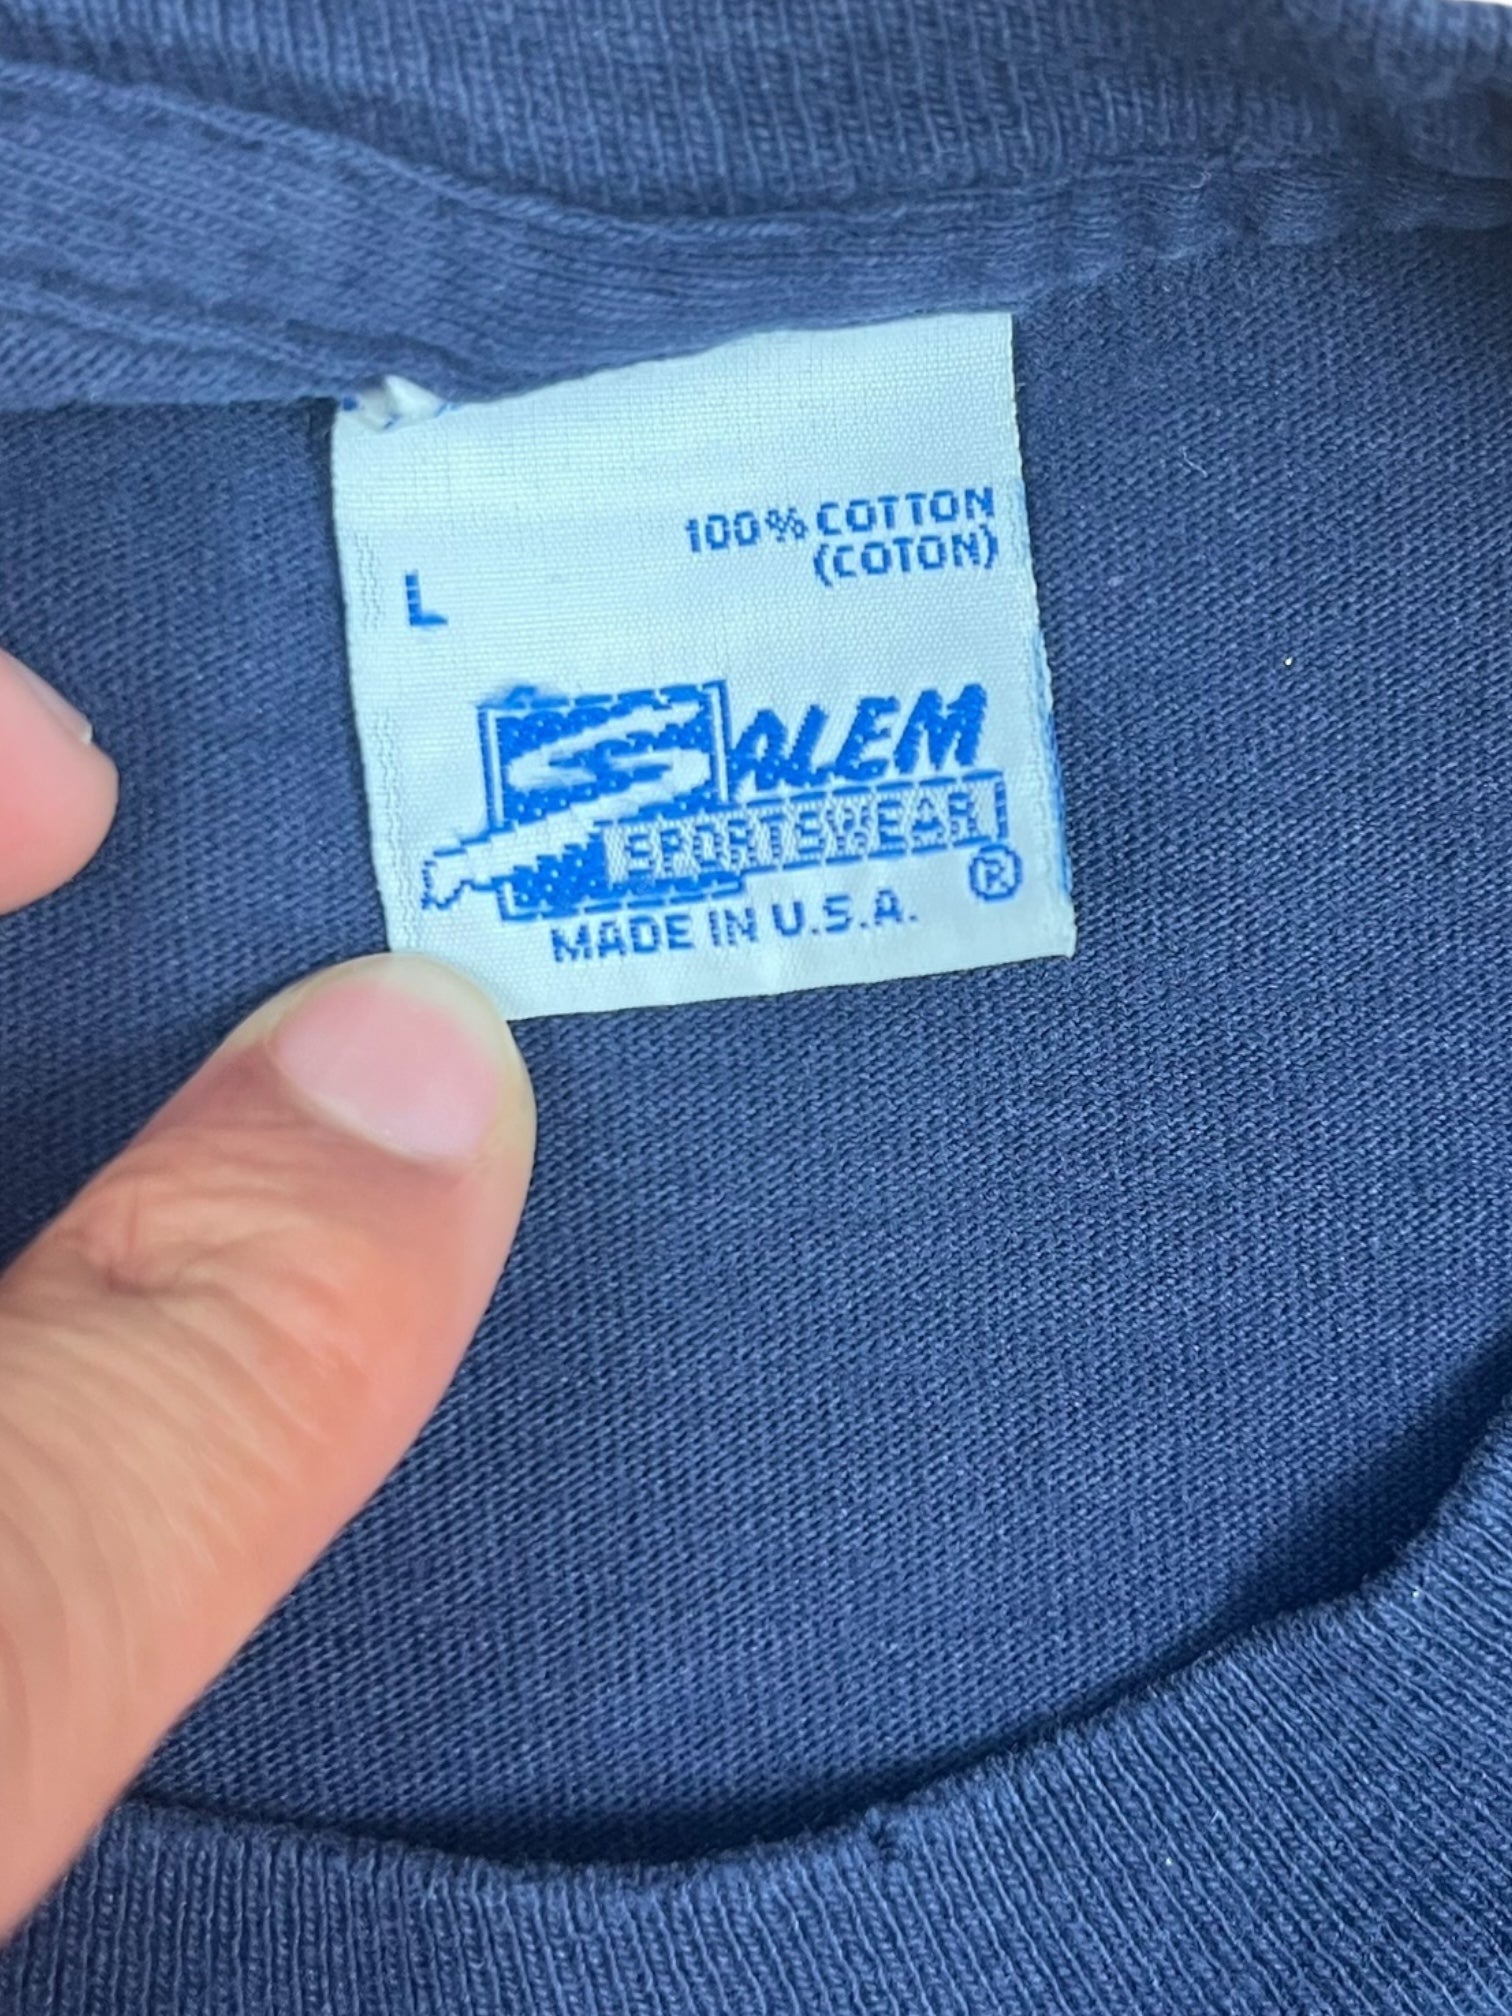 100% COTTON
(COTON)
L
SALEM
SPORTSWEAR
®
MADE IN U.S.A.